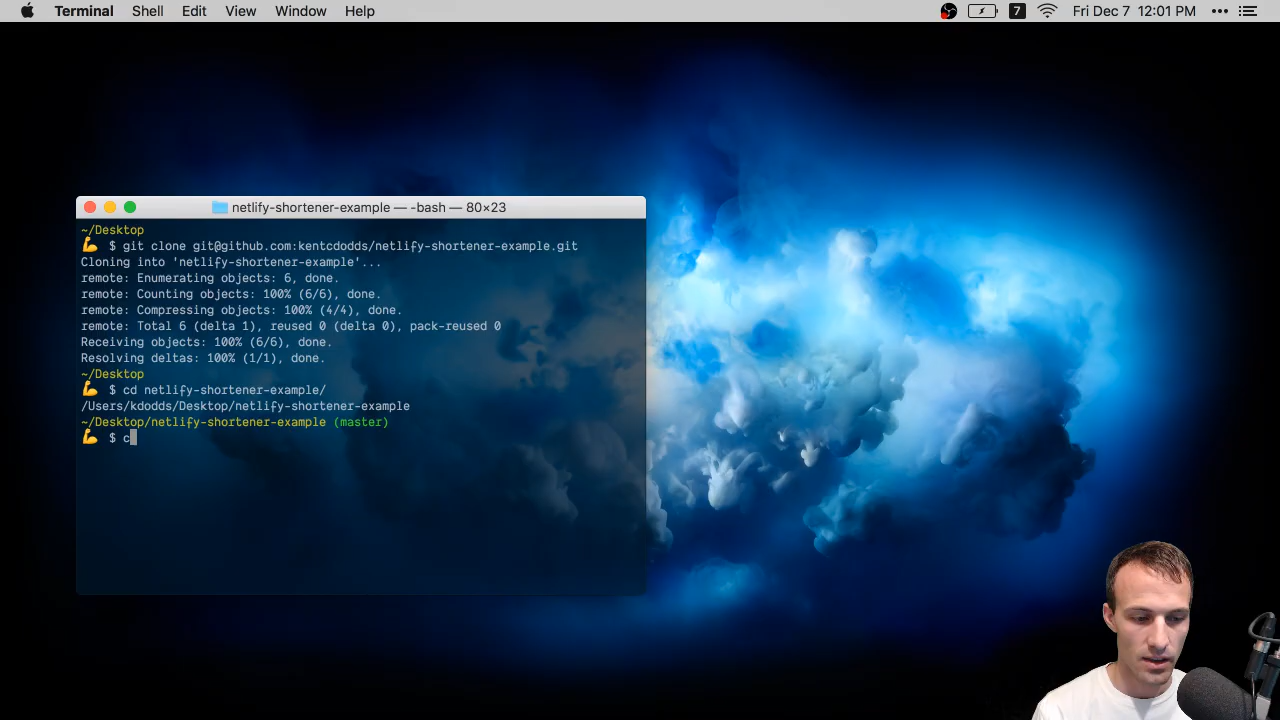 Terminal Shell Edit View Window Help 7 Fri Dec 7 12:01 PM
netlify-shortener-example — -bash — 80×23
~/Desktop
💪 $ git clone git@github.com:kentcdodds/netlify-shortener-example.git
Cloning into 'netlify-shortener-example'...
remote: Enumerating objects: 6, done.
remote: Counting objects: 100% (6/6), done.
remote: Compressing objects: 100% (4/4), done.
remote: Total 6 (delta 1), reused 0 (delta 0), pack-reused 0
Receiving objects: 100% (6/6), done.
Resolving deltas: 100% (1/1), done.
~/Desktop
💪 $ cd netlify-shortener-example/
/Users/kdodds/Desktop/netlify-shortener-example
~/Desktop/netlify-shortener-example (master)
💪 $ c